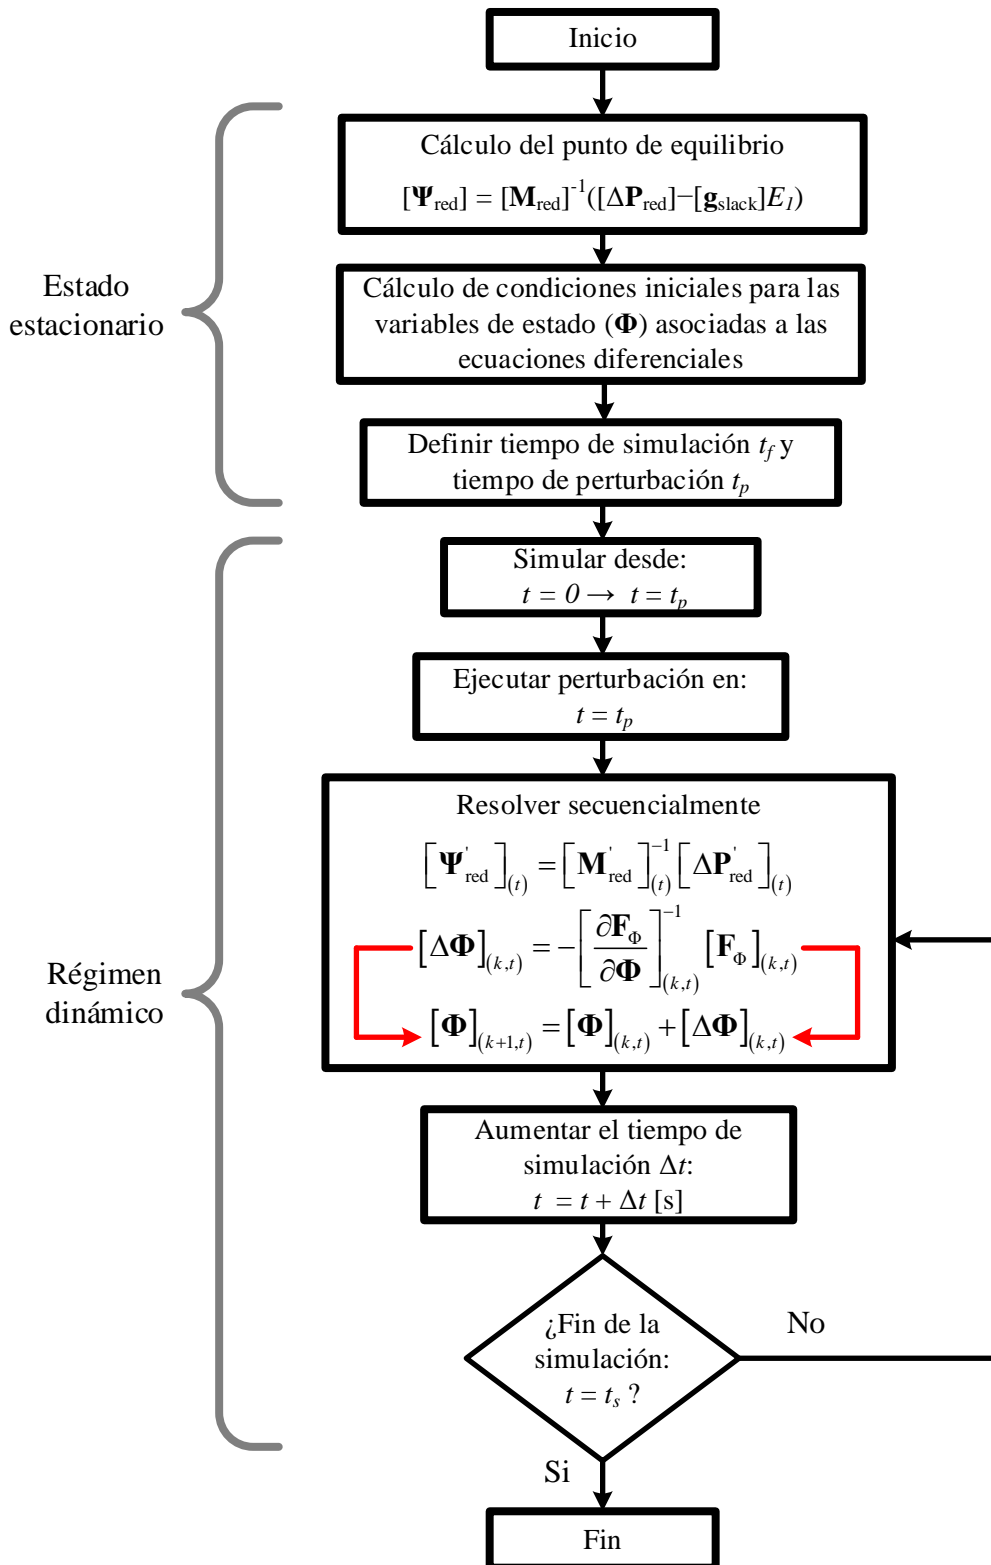 Inicio
Cálculo del punto de equilibrio
[Ψred] = [Mred]-1([ΔPred]−[gslack]E1)
Estado
estacionario
Cálculo de condiciones iniciales para las
variables de estado (Φ) asociadas a las
ecuaciones diferenciales
Definir tiempo de simulación tf y
tiempo de perturbación tp
Simular desde:
t = 0 → t = tp
Ejecutar perturbación en:
t = tp
Resolver secuencialmente
[Ψ'red](t) = [M'red](t)-1 [ΔP'red](t)
[ΔΦ](k,t) = −[∂FΦ/∂Φ](k,t)-1 [FΦ](k,t)
[Φ](k+1,t) = [Φ](k,t) + [ΔΦ](k,t)
Régimen
dinámico
Aumentar el tiempo de
simulación Δt:
t = t + Δt [s]
¿Fin de la
simulación:
t = ts ?
No
Si
Fin